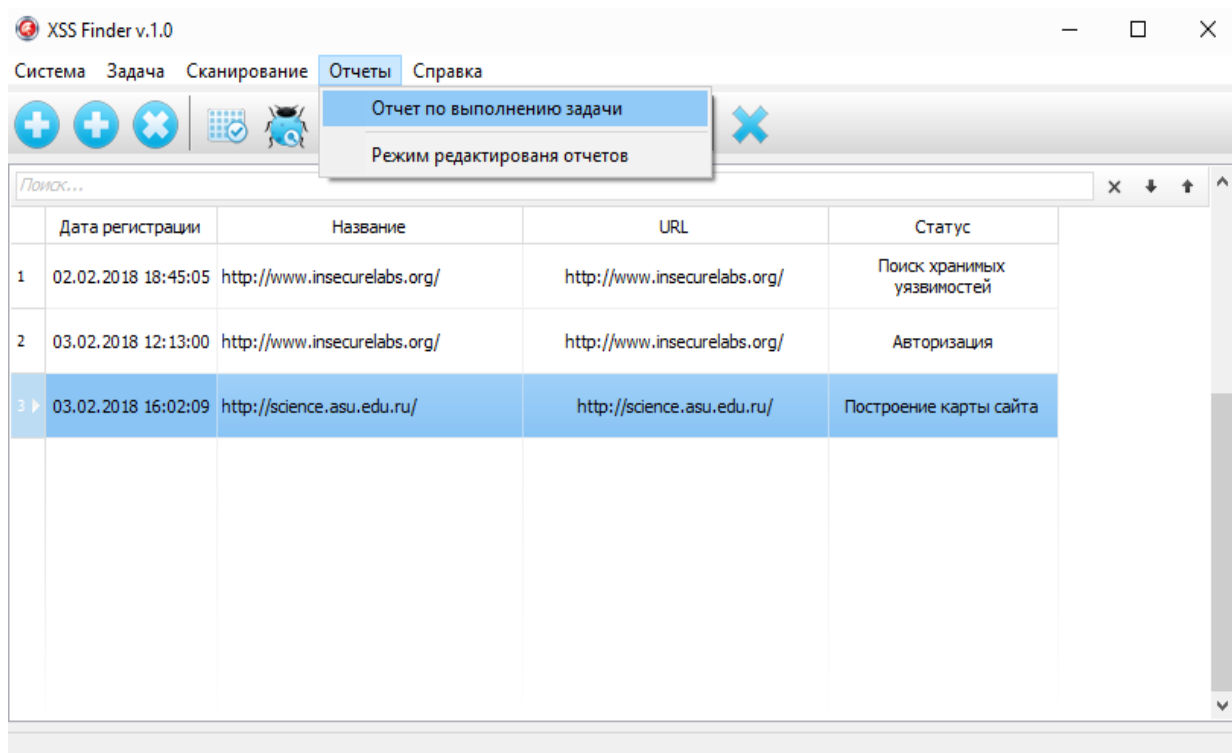 XSS Finder v.1.0
Система Задача Сканирование Отчеты Справка
Отчет по выполнению задачи
Режим редактированя отчетов
Поиск...
Дата регистрации Название URL Статус
1 02.02.2018 18:45:05 http://www.insecurelabs.org/ http://www.insecurelabs.org/ Поиск хранимых
уязвимостей
2 03.02.2018 12:13:00 http://www.insecurelabs.org/ http://www.insecurelabs.org/ Авторизация
3 03.02.2018 16:02:09 http://science.asu.edu.ru/ http://science.asu.edu.ru/ Построение карты сайта